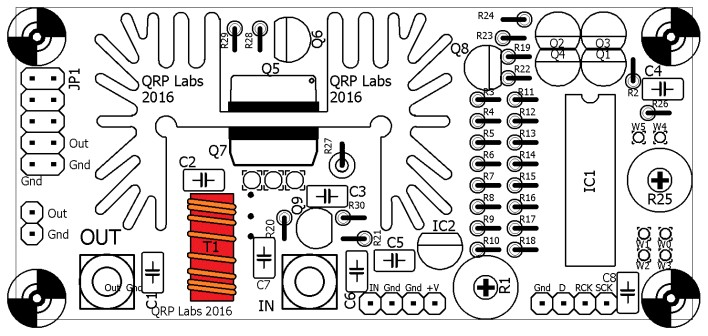 R24
R23
Q6
R29
R28
Q2
Q3
Q8
R19
Q4
Q1
JP1
QRP Labs
2016
Q5
QRP Labs
2016
R22
R2
C4
R3
R11
R26
R4
R12
W5
W4
Out
R5
R13
Q7
R27
Gnd
R6
R14
Gnd
C2
R7
R15
IC1
R25
Q9
C3
R8
R16
Out
R30
R20
R9
R17
Gnd
OUT
T1
R21
IC2
R10
R18
W1
W0
C5
W2
W3
C7
Out
Gnd
C1
QRP Labs 2016
IN
C6
IN
Gnd
Gnd
+V
R1
Gnd
D
RCK
SCK
C8